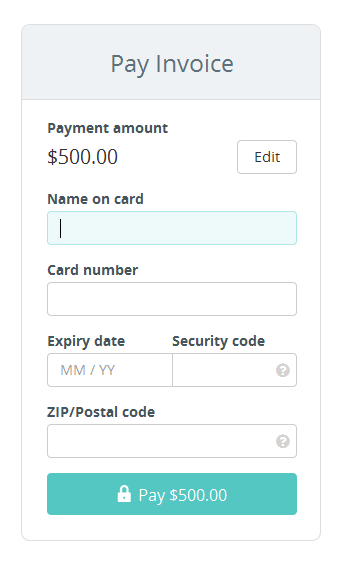 Pay Invoice
Payment amount
$500.00
Edit
Name on card
Card number
Expiry date Security code
MM / YY ?
ZIP/Postal code
?
Pay $500.00